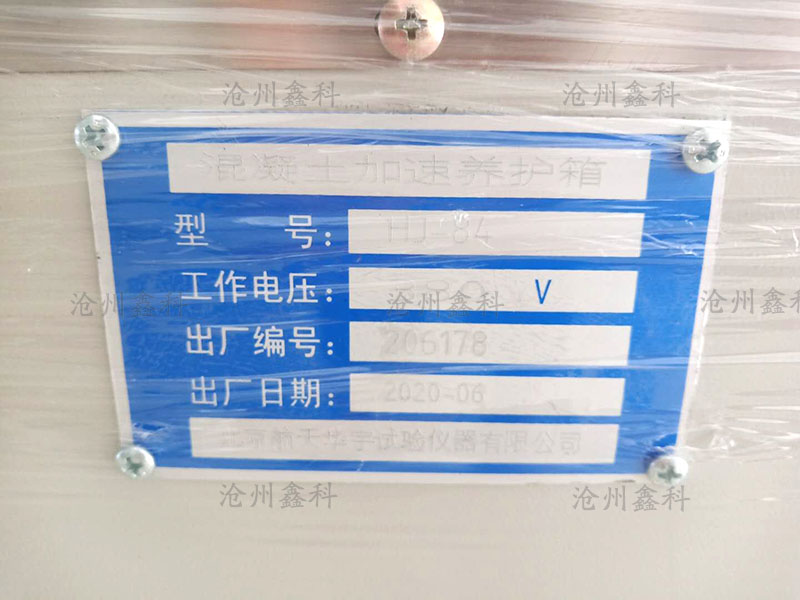 沧州鑫科 沧州鑫科
混凝土加速养护箱
型 号: HJ-84
工作电压: V
沧州鑫科 沧州鑫科 沧州鑫科
出厂编号: 206178
出厂日期: 2020-06
北京航天华宇试验仪器有限公司
沧州鑫科 沧州鑫科